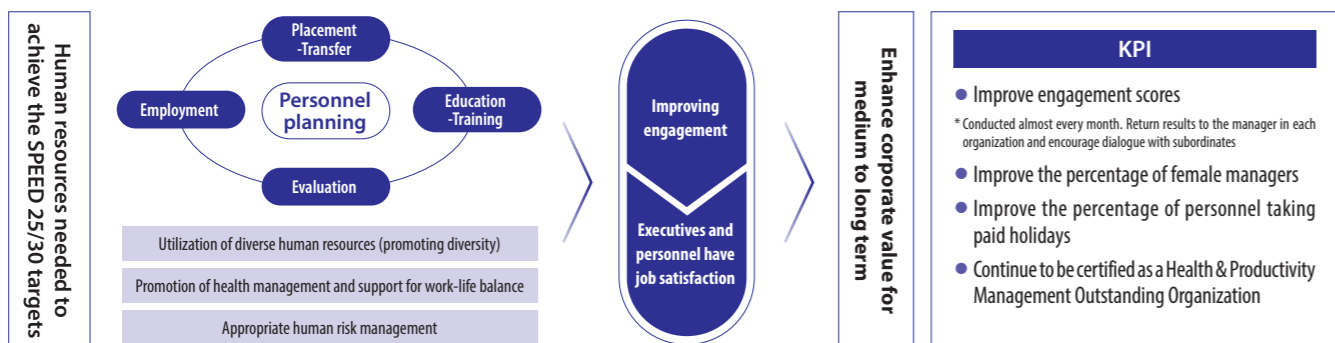 Human resources needed to
achieve the SPEED 25/30 targets
Placement
-Transfer
Employment
Personnel
planning
Education
-Training
Evaluation
Utilization of diverse human resources (promoting diversity)
Promotion of health management and support for work-life balance
Appropriate human risk management
Improving
engagement
Executives and
personnel have
job satisfaction
Enhance corporate value for
medium to long term
KPI
● Improve engagement scores
* Conducted almost every month. Return results to the manager in each
organization and encourage dialogue with subordinates
● Improve the percentage of female managers
● Improve the percentage of personnel taking
paid holidays
● Continue to be certified as a Health & Productivity
Management Outstanding Organization